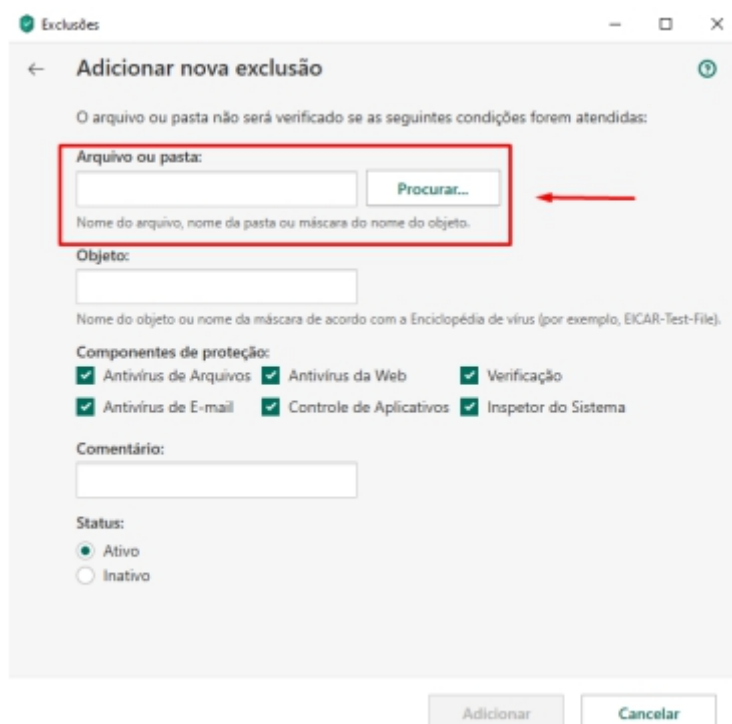 Exclusões
Adicionar nova exclusão
O arquivo ou pasta não será verificado se as seguintes condições forem atendidas:
Arquivo ou pasta:
Procurar...
Nome do arquivo, nome da pasta ou máscara do nome do objeto.
Objeto:
Nome do objeto ou nome da máscara de acordo com a Enciclopédia de vírus (por exemplo, EICAR-Test-File).
Componentes de proteção:
Antivírus de Arquivos Antivírus da Web Verificação
Antivírus de E-mail Controle de Aplicativos Inspetor do Sistema
Comentário:
Status:
Ativo
Inativo
Adicionar Cancelar